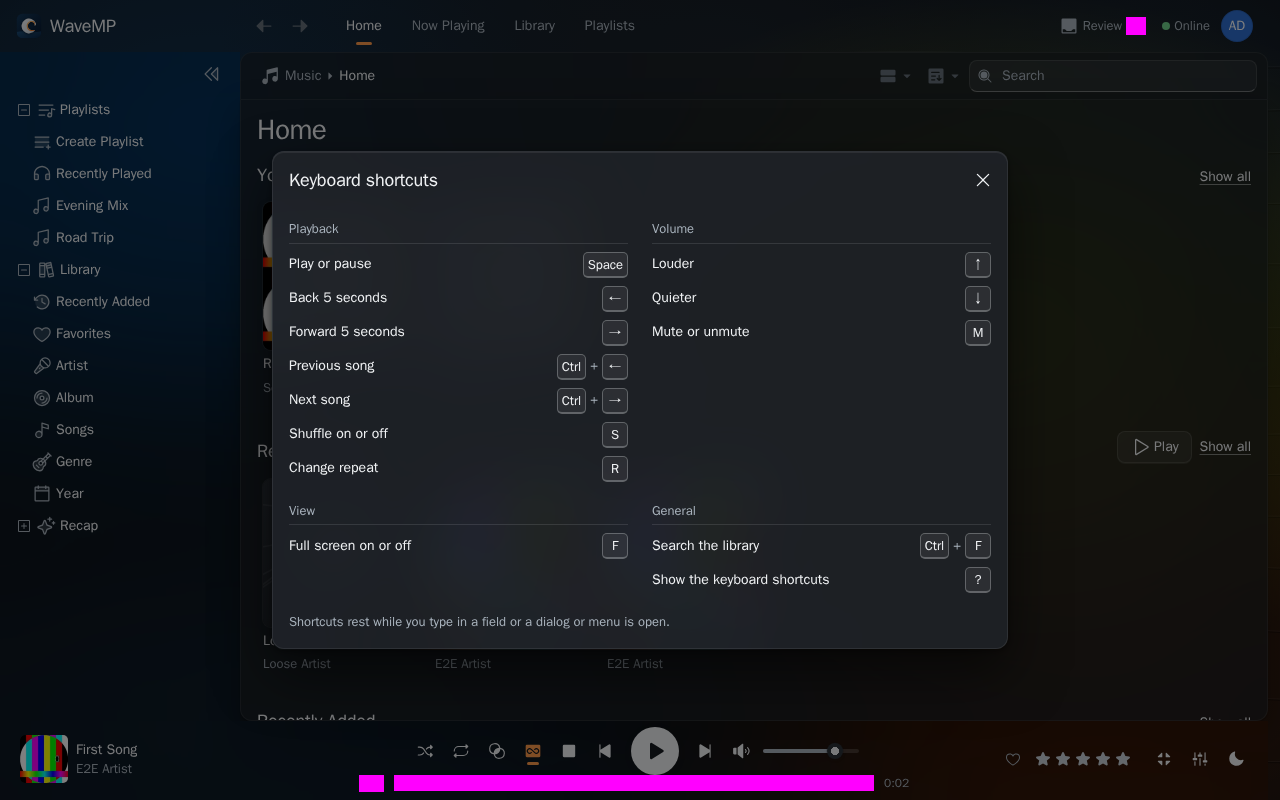 WaveMP
Home
Now Playing
Library
Playlists
Review
Online
AD
Music
Home
Search
Playlists
Create Playlist
Recently Played
Evening Mix
Road Trip
Library
Recently Added
Favorites
Artist
Album
Songs
Genre
Year
Recap
Home
Show all
Keyboard shortcuts
Playback
Play or pause Space
Back 5 seconds ←
Forward 5 seconds →
Previous song Ctrl + ←
Next song Ctrl + →
Shuffle on or off S
Change repeat R
Volume
Louder ↑
Quieter ↓
Mute or unmute M
View
Full screen on or off F
General
Search the library Ctrl + F
Show the keyboard shortcuts ?
Shortcuts rest while you type in a field or a dialog or menu is open.
Play
Show all
Loose Artist
E2E Artist
E2E Artist
Recently Added
Show all
First Song
E2E Artist
0:02